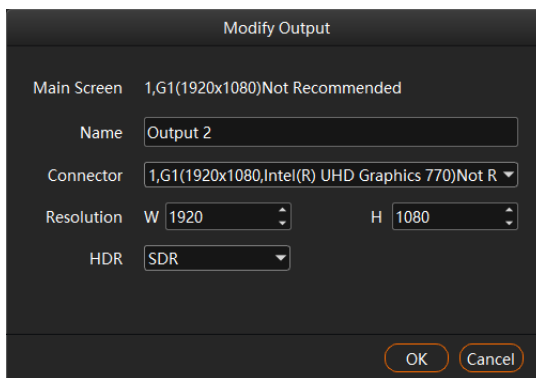 Modify Output
Main Screen 1,G1(1920x1080)Not Recommended
Name Output 2
Connector 1,G1(1920x1080,Intel(R) UHD Graphics 770)Not R
Resolution W 1920 H 1080
HDR SDR
OK Cancel